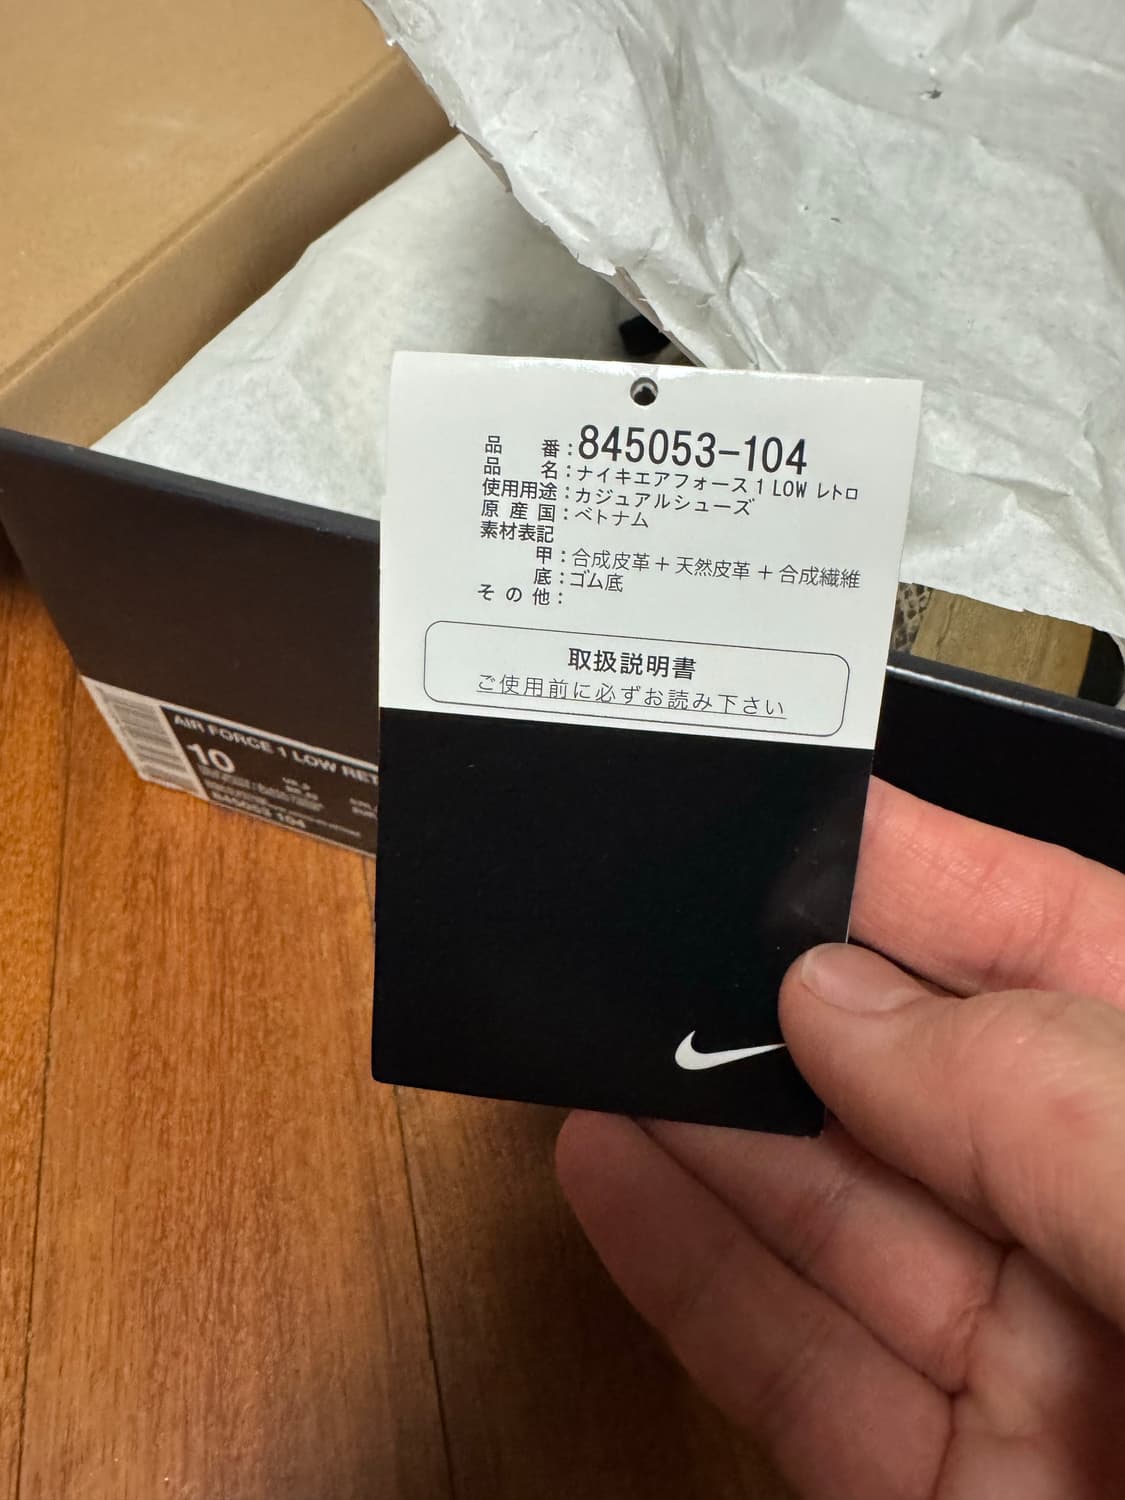 品番:845053-104
品名:ナイキエアフォース1 LOW レトロ
使用用途:カジュアルシューズ
原産国:ベトナム
素材表記
甲:合成皮革+天然皮革+合成繊維
底:ゴム底
その他:
取扱説明書
ご使用前に必ずお読み下さい
AIR FORCE 1 LOW RET
10
845053 104